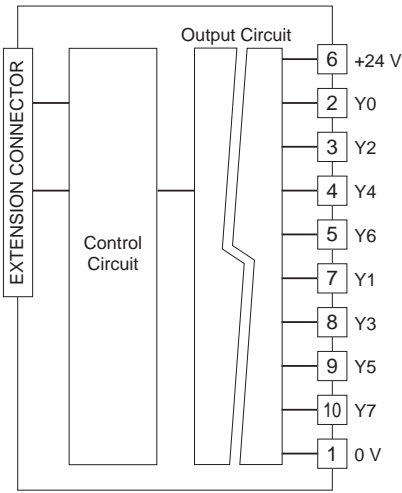 Output Circuit
EXTENSION CONNECTOR
Control
Circuit
6 +24 V
2 Y0
3 Y2
4 Y4
5 Y6
7 Y1
8 Y3
9 Y5
10 Y7
1 0 V